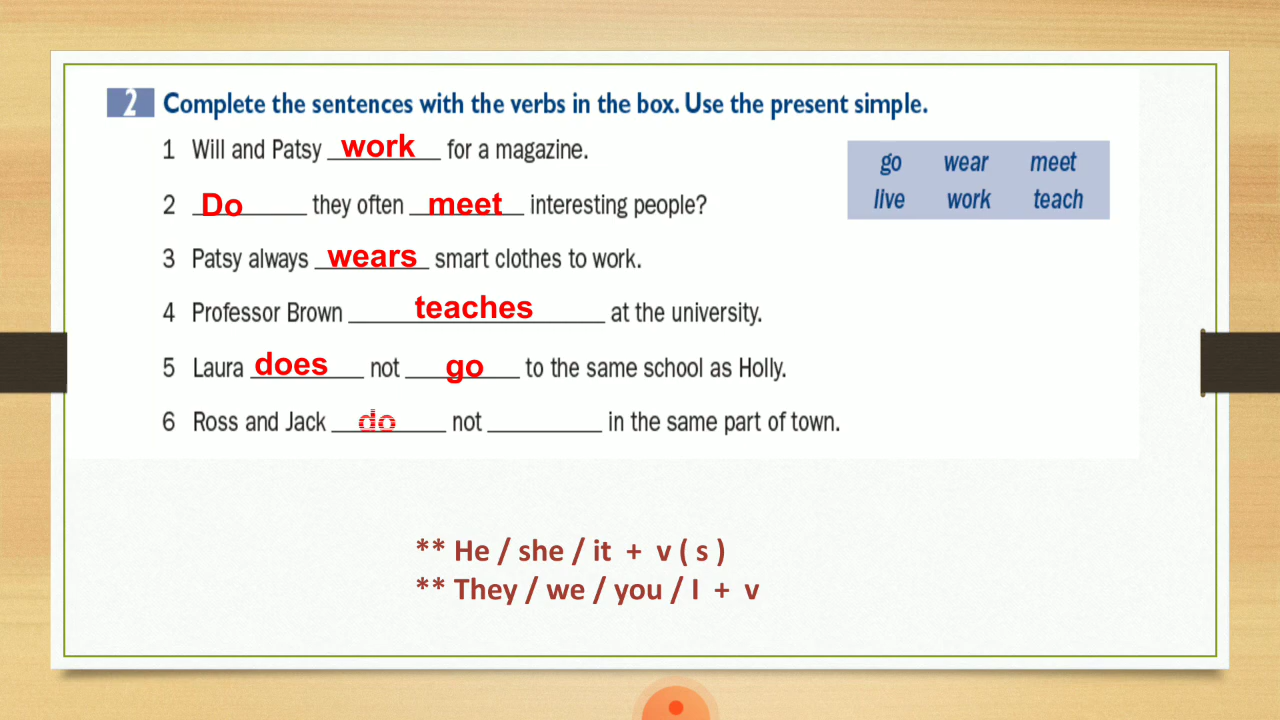 2 Complete the sentences with the verbs in the box. Use the present simple.
1 Will and Patsy work for a magazine.
2 Do they often meet interesting people?
3 Patsy always wears smart clothes to work.
4 Professor Brown teaches at the university.
5 Laura does not go to the same school as Holly.
6 Ross and Jack do not __________ in the same part of town.
go wear meet
live work teach
** He / she / it + v ( s )
** They / we / you / I + v